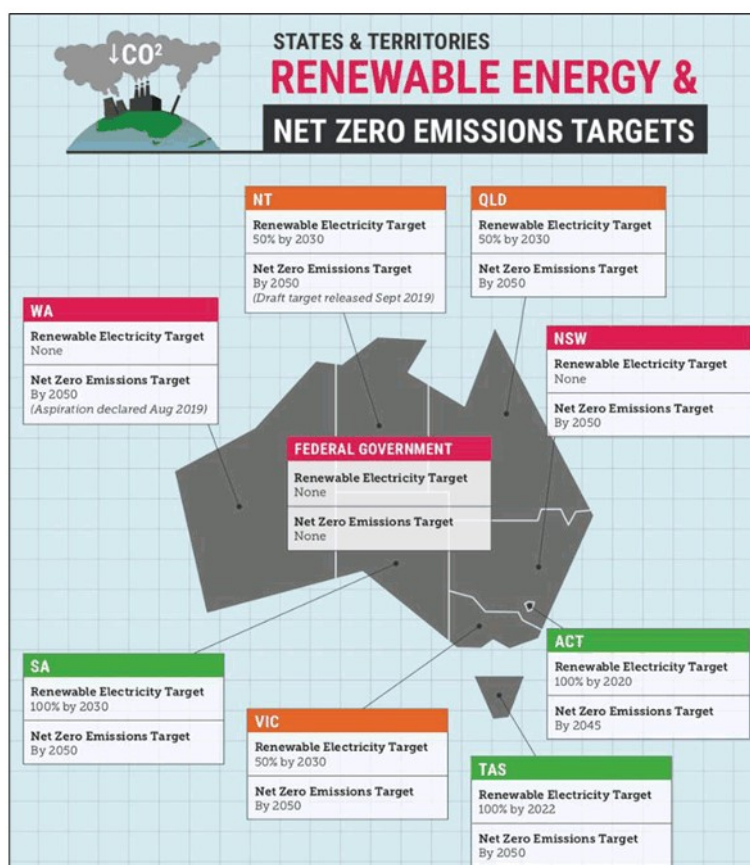 ↓CO²
STATES & TERRITORIES
RENEWABLE ENERGY &
NET ZERO EMISSIONS TARGETS
NT
Renewable Electricity Target
50% by 2030
Net Zero Emissions Target
By 2050
(Draft target released Sept 2019)
QLD
Renewable Electricity Target
50% by 2030
Net Zero Emissions Target
By 2050
WA
Renewable Electricity Target
None
Net Zero Emissions Target
By 2050
(Aspiration declared Aug 2019)
NSW
Renewable Electricity Target
None
Net Zero Emissions Target
By 2050
FEDERAL GOVERNMENT
Renewable Electricity Target
None
Net Zero Emissions Target
None
SA
Renewable Electricity Target
100% by 2030
Net Zero Emissions Target
By 2050
VIC
Renewable Electricity Target
50% by 2030
Net Zero Emissions Target
By 2050
ACT
Renewable Electricity Target
100% by 2020
Net Zero Emissions Target
By 2045
TAS
Renewable Electricity Target
100% by 2022
Net Zero Emissions Target
By 2050